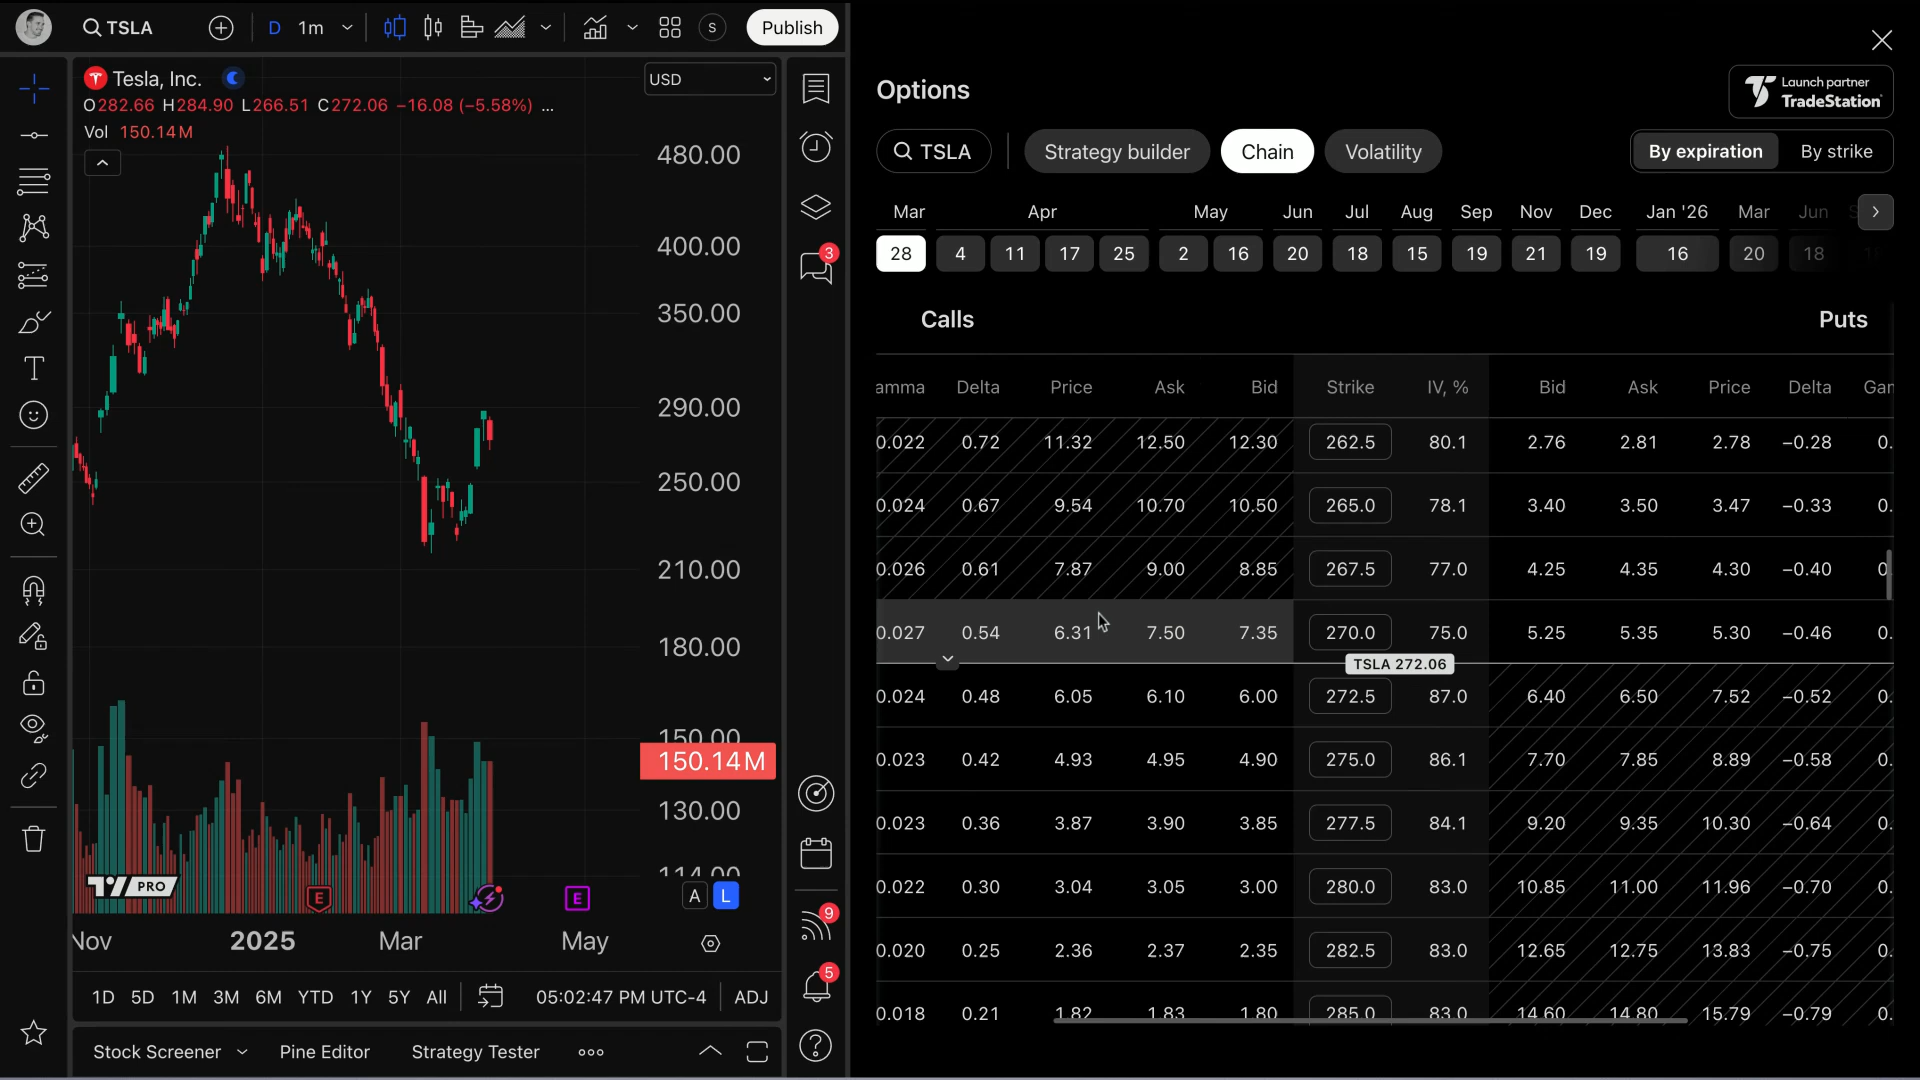 TSLA
D 1m
S
Publish
Tesla, Inc.
USD
O282.66 H284.90 L266.51 C272.06 −16.08 (−5.58%) ...
Vol 150.14M
480.00
400.00
350.00
290.00
250.00
210.00
180.00
150.00
150.14M
130.00
114.00
PRO
E
E
A L
Nov 2025 Mar May
1D 5D 1M 3M 6M YTD 1Y 5Y All 05:02:47 PM UTC-4 ADJ
Stock Screener Pine Editor Strategy Tester
3
9
5
Options
Launch partner
TradeStation
TSLA Strategy builder Chain Volatility By expiration By strike
Mar Apr May Jun Jul Aug Sep Nov Dec Jan '26 Mar Jun
28 4 11 17 25 2 16 20 18 15 19 21 19 16 20 18
Calls Puts
amma Delta Price Ask Bid Strike IV, % Bid Ask Price Delta Gan
0.022 0.72 11.32 12.50 12.30 262.5 80.1 2.76 2.81 2.78 −0.28 0.
0.024 0.67 9.54 10.70 10.50 265.0 78.1 3.40 3.50 3.47 −0.33 0.
0.026 0.61 7.87 9.00 8.85 267.5 77.0 4.25 4.35 4.30 −0.40 0.
0.027 0.54 6.31 7.50 7.35 270.0 75.0 5.25 5.35 5.30 −0.46 0.
TSLA 272.06
0.024 0.48 6.05 6.10 6.00 272.5 87.0 6.40 6.50 7.52 −0.52 0.
0.023 0.42 4.93 4.95 4.90 275.0 86.1 7.70 7.85 8.89 −0.58 0.
0.023 0.36 3.87 3.90 3.85 277.5 84.1 9.20 9.35 10.30 −0.64 0.
0.022 0.30 3.04 3.05 3.00 280.0 83.0 10.85 11.00 11.96 −0.70 0.
0.020 0.25 2.36 2.37 2.35 282.5 83.0 12.65 12.75 13.83 −0.75 0.
0.018 0.21 1.82 1.83 1.80 285.0 83.0 14.60 14.80 15.79 −0.79 0.